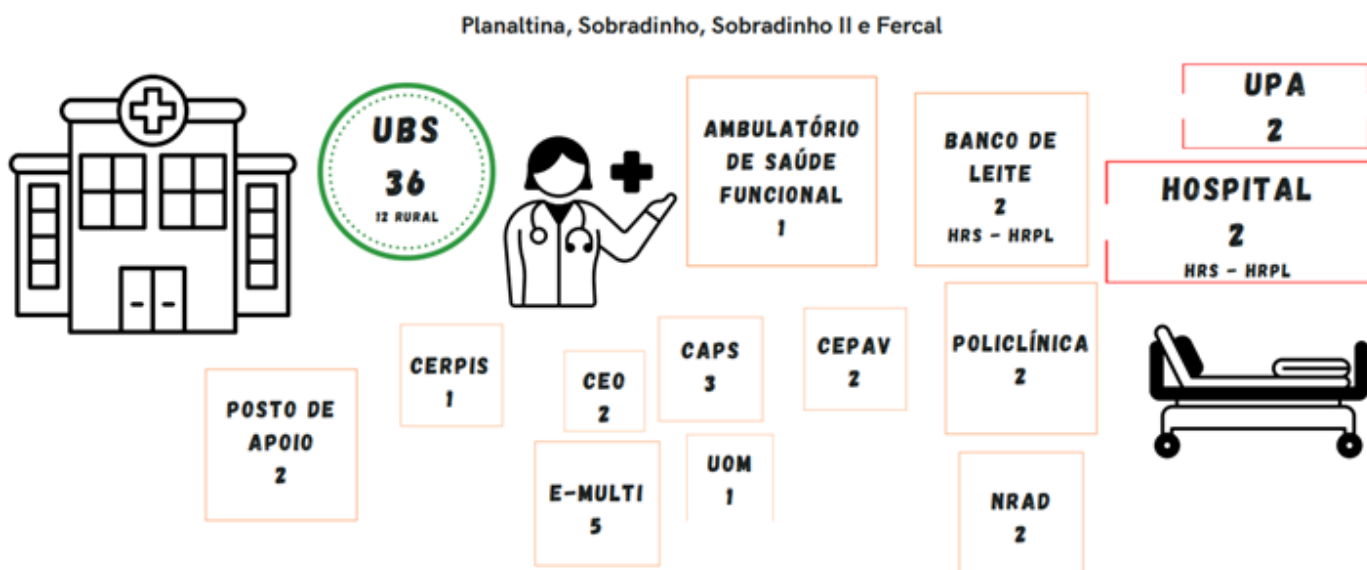 Planaltina, Sobradinho, Sobradinho II e Fercal
UBS
36
12 RURAL
AMBULATÓRIO
DE SAÚDE
FUNCIONAL
1
BANCO DE
LEITE
2
HRS - HRPL
UPA
2
HOSPITAL
2
HRS - HRPL
POSTO DE
APOIO
2
CERPIS
1
CEO
2
CAPS
3
CEPAV
2
POLICLÍNICA
2
E-MULTI
5
UOM
1
NRAD
2